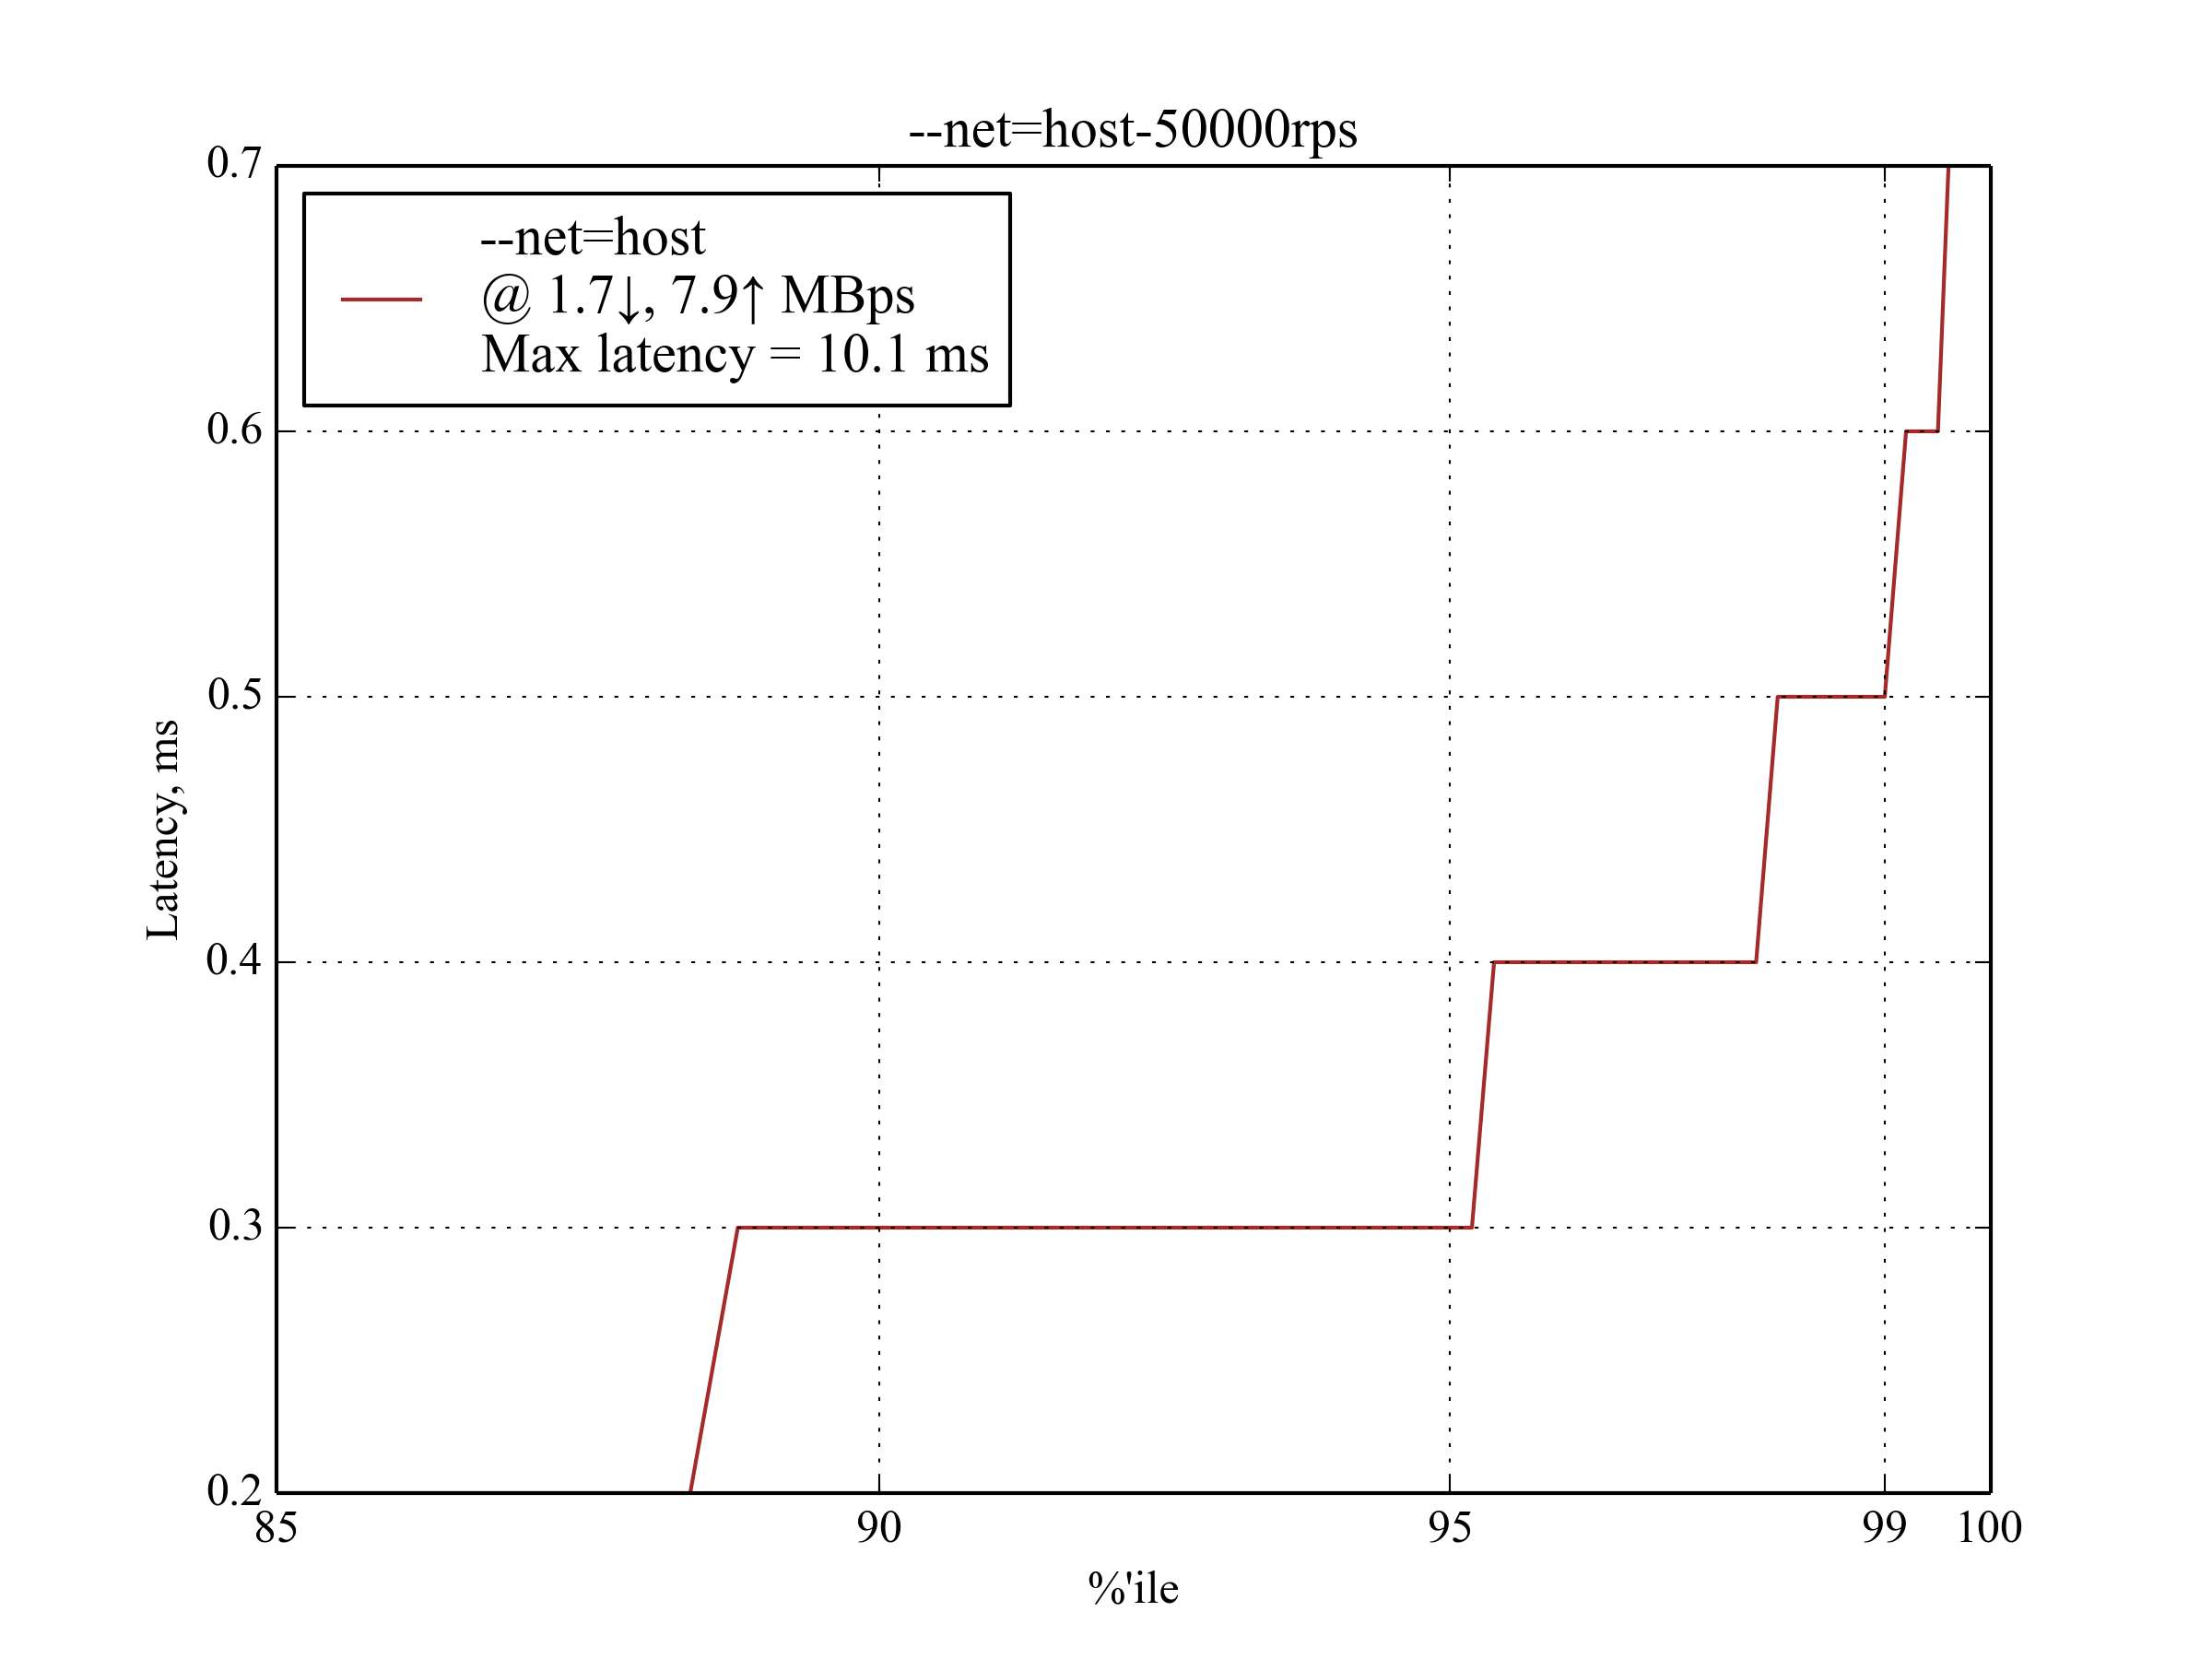 --net=host-50000rps
--net=host
@ 1.7↓, 7.9↑ MBps
Max latency = 10.1 ms
0.7
0.6
0.5
0.4
0.3
0.2
Latency, ms
85 90 95 99 100
%'ile